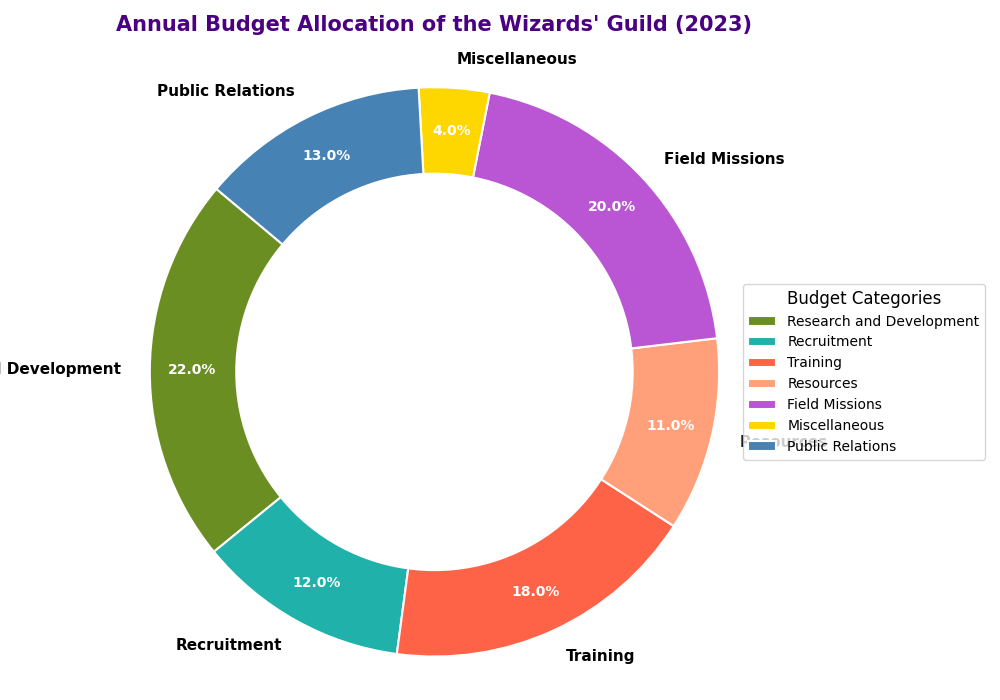 Annual Budget Allocation of the Wizards' Guild (2023)
Miscellaneous
Public Relations
4.0%
13.0%
Field Missions
20.0%
Budget Categories
Research and Development
Recruitment
Training
Resources
Field Missions
Miscellaneous
Public Relations
Development
22.0%
11.0%
Resources
12.0%
18.0%
Recruitment
Training